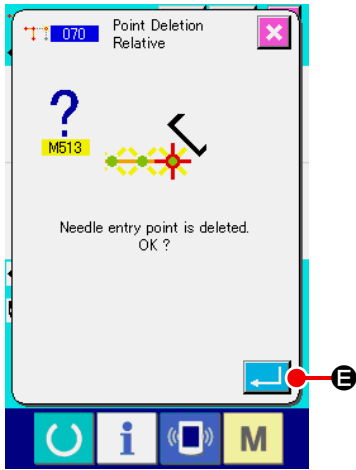 070
Point Deletion
Relative
?
M513
Needle entry point is deleted.
OK ?
E
i
M